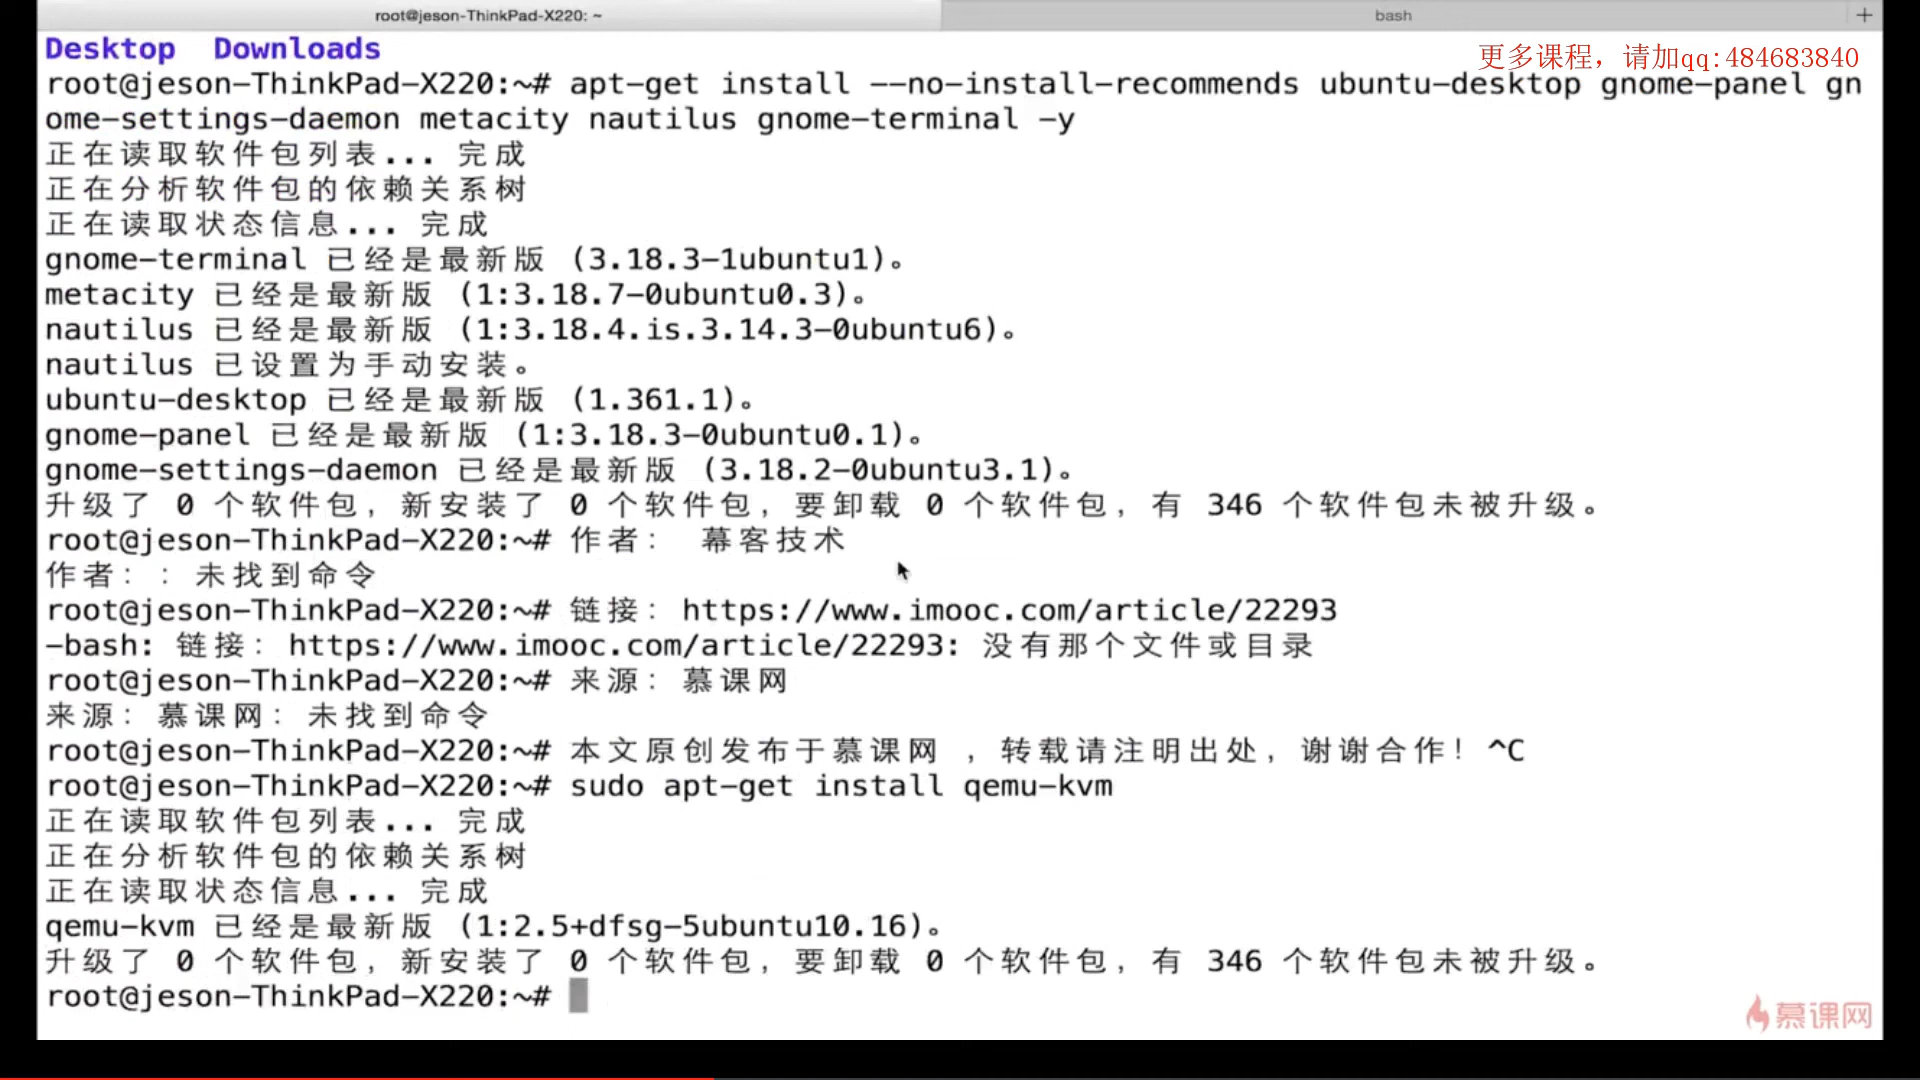 root@jeson-ThinkPad-X220: ~
bash
+
Desktop  Downloads
更多课程，请加qq:484683840
root@jeson-ThinkPad-X220:~# apt-get install --no-install-recommends ubuntu-desktop gnome-panel gn
ome-settings-daemon metacity nautilus gnome-terminal -y
正在读取软件包列表... 完成
正在分析软件包的依赖关系树
正在读取状态信息... 完成
gnome-terminal 已经是最新版 (3.18.3-1ubuntu1)。
metacity 已经是最新版 (1:3.18.7-0ubuntu0.3)。
nautilus 已经是最新版 (1:3.18.4.is.3.14.3-0ubuntu6)。
nautilus 已设置为手动安装。
ubuntu-desktop 已经是最新版 (1.361.1)。
gnome-panel 已经是最新版 (1:3.18.3-0ubuntu0.1)。
gnome-settings-daemon 已经是最新版 (3.18.2-0ubuntu3.1)。
升级了 0 个软件包，新安装了 0 个软件包，要卸载 0 个软件包，有 346 个软件包未被升级。
root@jeson-ThinkPad-X220:~# 作者： 幕客技术
作者：：未找到命令
root@jeson-ThinkPad-X220:~# 链接：https://www.imooc.com/article/22293
-bash: 链接：https://www.imooc.com/article/22293: 没有那个文件或目录
root@jeson-ThinkPad-X220:~# 来源：慕课网
来源：慕课网：未找到命令
root@jeson-ThinkPad-X220:~# 本文原创发布于慕课网 ，转载请注明出处，谢谢合作！^C
root@jeson-ThinkPad-X220:~# sudo apt-get install qemu-kvm
正在读取软件包列表... 完成
正在分析软件包的依赖关系树
正在读取状态信息... 完成
qemu-kvm 已经是最新版 (1:2.5+dfsg-5ubuntu10.16)。
升级了 0 个软件包，新安装了 0 个软件包，要卸载 0 个软件包，有 346 个软件包未被升级。
root@jeson-ThinkPad-X220:~#
慕课网